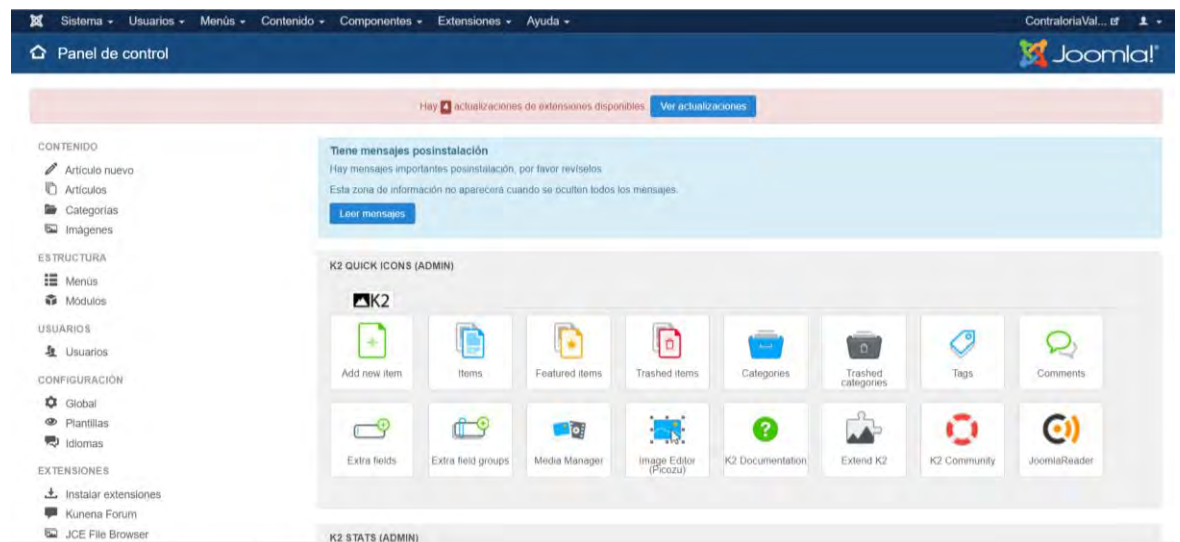 Sistema Usuarios Menús Contenido Componentes Extensiones Ayuda ContraloriaVal...
Panel de control Joomla!
Hay 4 actualizaciones de extensiones disponibles. Ver actualizaciones
CONTENIDO
Artículo nuevo
Artículos
Categorías
Imágenes
ESTRUCTURA
Menús
Módulos
USUARIOS
Usuarios
CONFIGURACIÓN
Global
Plantillas
Idiomas
EXTENSIONES
Instalar extensiones
Kunena Forum
JCE File Browser
Tiene mensajes posinstalación
Hay mensajes importantes posinstalación, por favor revíselos
Esta zona de información no aparecerá cuando se oculten todos los mensajes.
Leer mensajes
K2 QUICK ICONS (ADMIN)
K2
Add new item Items Featured items Trashed items Categories Trashed categories Tags Comments
Extra fields Extra field groups Media Manager Image Editor (Picozu) K2 Documentation Extend K2 K2 Community JoomlaReader
K2 STATS (ADMIN)